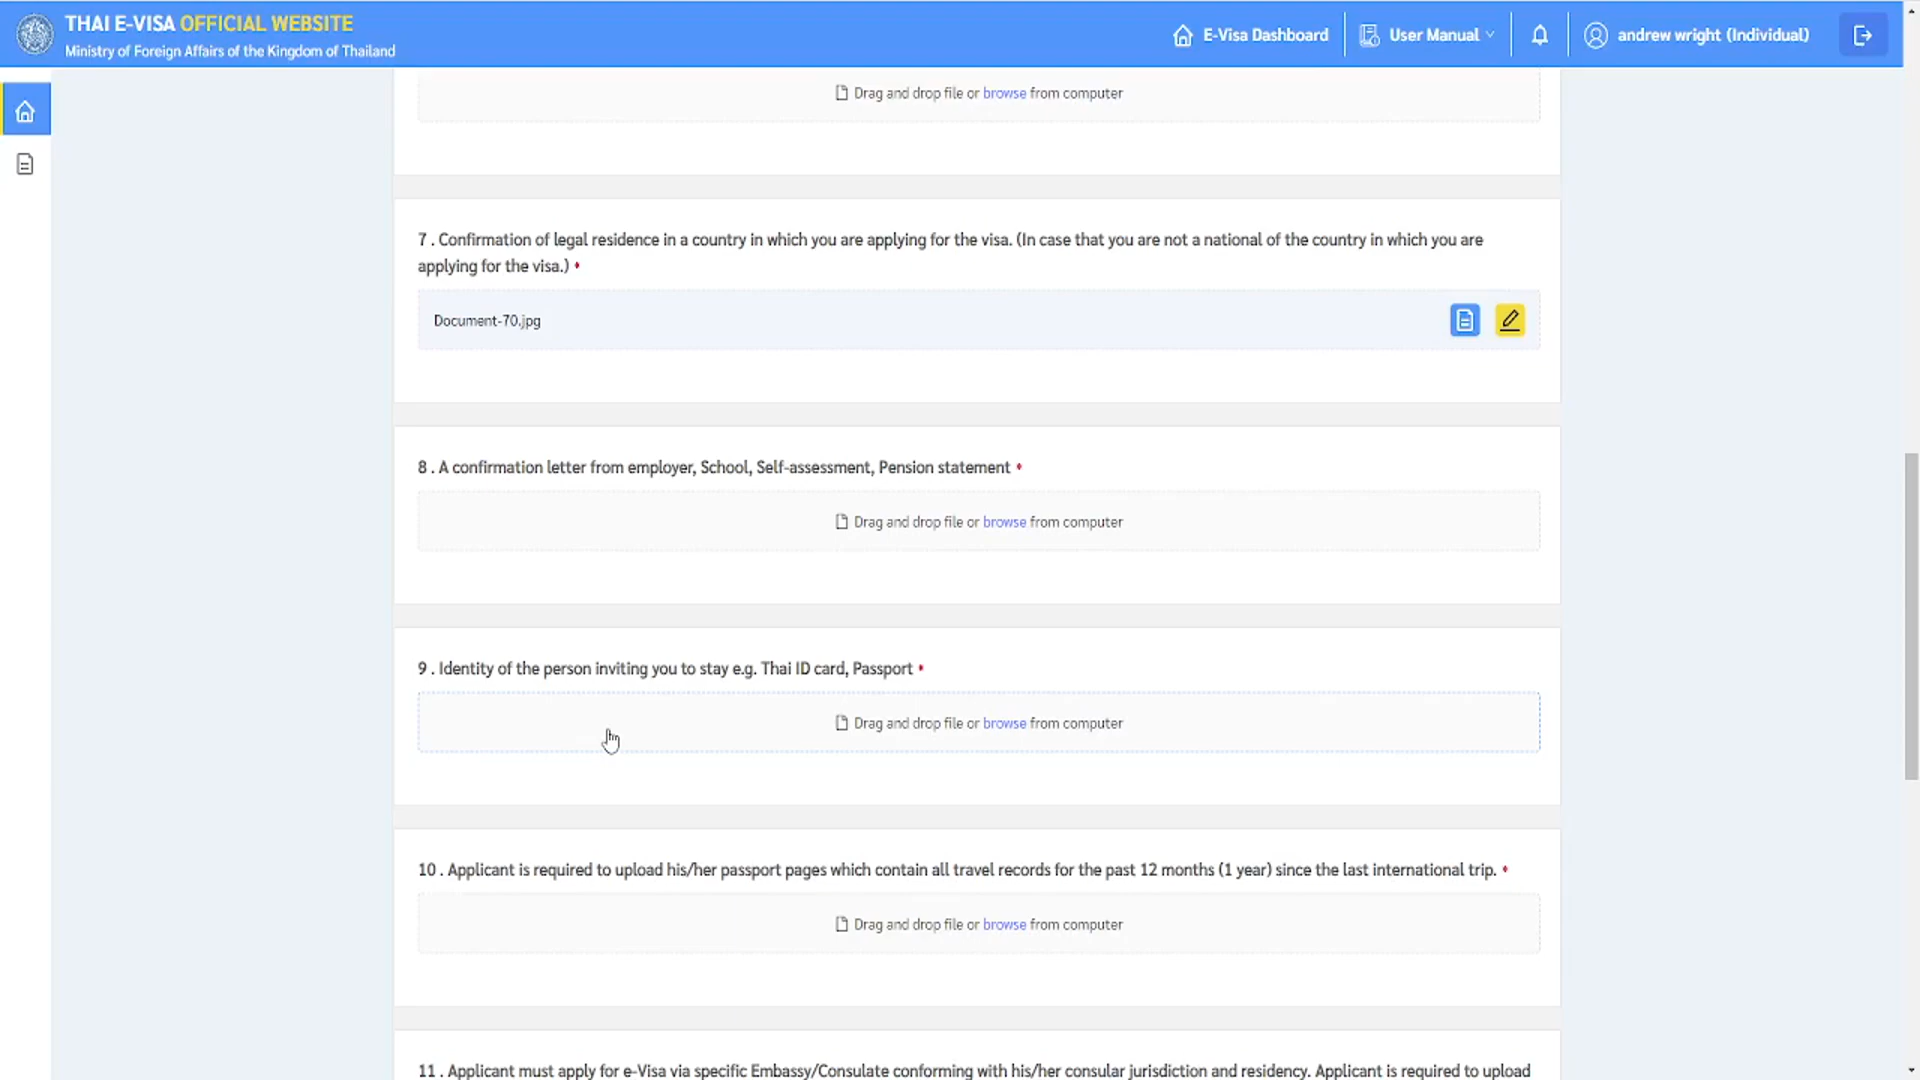 THAI E-VISA OFFICIAL WEBSITE
Ministry of Foreign Affairs of the Kingdom of Thailand
E-Visa Dashboard
User Manual
andrew wright (Individual)
Drag and drop file or browse from computer
7 . Confirmation of legal residence in a country in which you are applying for the visa. (In case that you are not a national of the country in which you are
applying for the visa.) *
Document-70.jpg
8 . A confirmation letter from employer, School, Self-assessment, Pension statement *
Drag and drop file or browse from computer
9 . Identity of the person inviting you to stay e.g. Thai ID card, Passport *
Drag and drop file or browse from computer
10 . Applicant is required to upload his/her passport pages which contain all travel records for the past 12 months (1 year) since the last international trip. *
Drag and drop file or browse from computer
11 . Applicant must apply for e-Visa via specific Embassy/Consulate conforming with his/her consular jurisdiction and residency. Applicant is required to upload